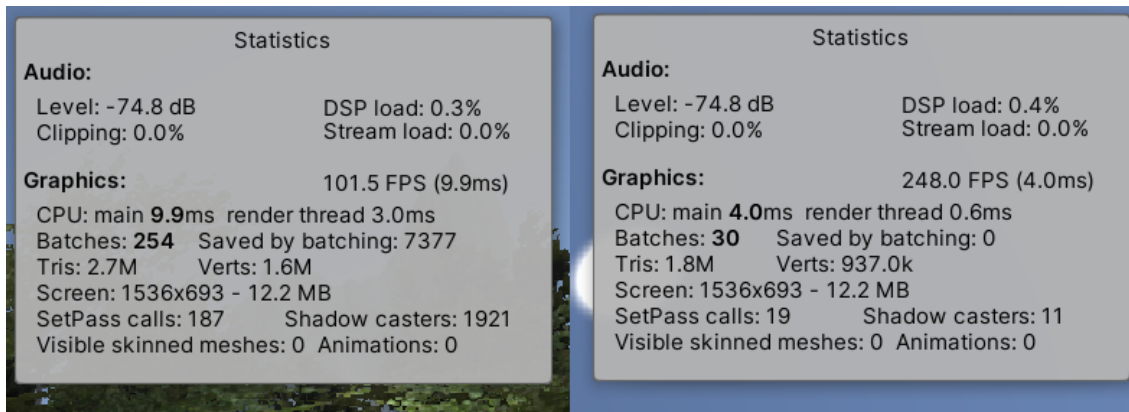 Statistics
Audio:
Level: -74.8 dB DSP load: 0.3%
Clipping: 0.0% Stream load: 0.0%
Graphics: 101.5 FPS (9.9ms)
CPU: main 9.9ms render thread 3.0ms
Batches: 254 Saved by batching: 7377
Tris: 2.7M Verts: 1.6M
Screen: 1536x693 - 12.2 MB
SetPass calls: 187 Shadow casters: 1921
Visible skinned meshes: 0 Animations: 0
Statistics
Audio:
Level: -74.8 dB DSP load: 0.4%
Clipping: 0.0% Stream load: 0.0%
Graphics: 248.0 FPS (4.0ms)
CPU: main 4.0ms render thread 0.6ms
Batches: 30 Saved by batching: 0
Tris: 1.8M Verts: 937.0k
Screen: 1536x693 - 12.2 MB
SetPass calls: 19 Shadow casters: 11
Visible skinned meshes: 0 Animations: 0